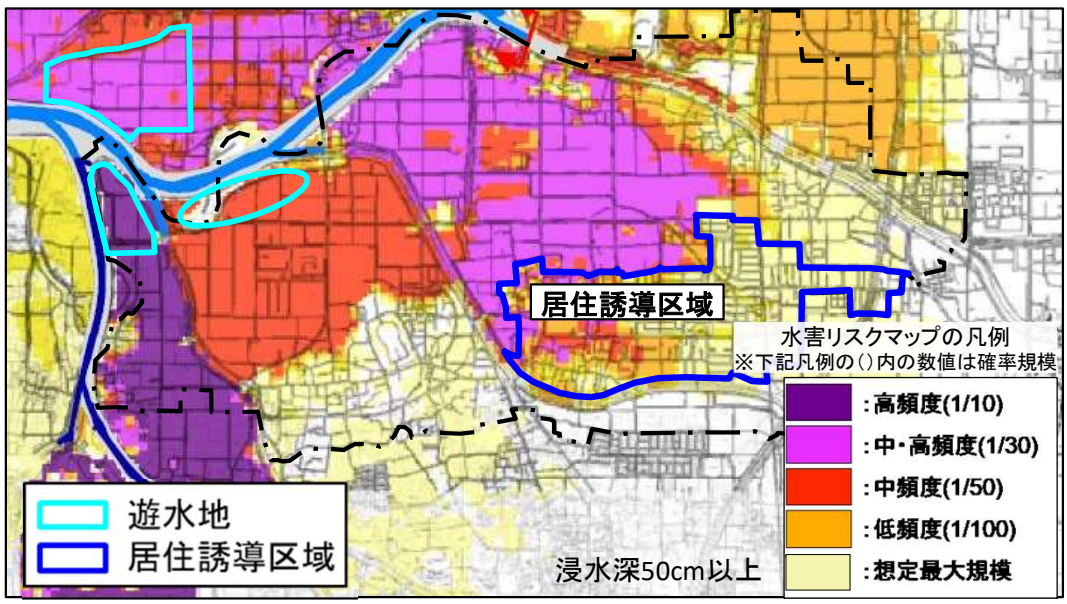 居住誘導区域
水害リスクマップの凡例
※下記凡例の()内の数値は確率規模
:高頻度(1/10)
:中・高頻度(1/30)
:中頻度(1/50)
:低頻度(1/100)
:想定最大規模
遊水地
居住誘導区域
浸水深50cm以上